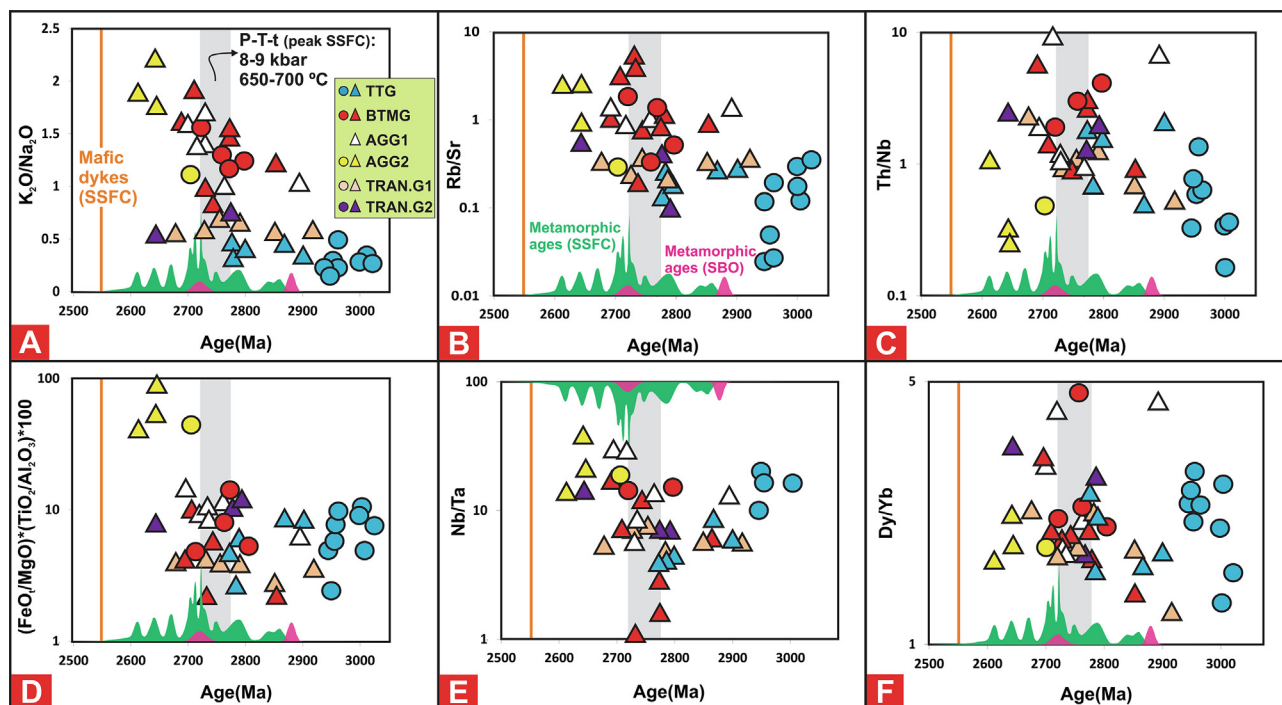 2.5
2
1.5
1
0.5
0
K₂O/Na₂O
P-T-t (peak SSFC):
8-9 kbar
650-700 ºC
Mafic
dykes
(SSFC)
TTG
BTMG
AGG1
AGG2
TRAN.G1
TRAN.G2
2500 2600 2700 2800 2900 3000
Age(Ma)
A
10
1
0.1
0.01
Rb/Sr
Metamorphic
ages (SSFC)
Metamorphic
ages (SBO)
2500 2600 2700 2800 2900 3000
Age(Ma)
B
10
1
0.1
Th/Nb
2500 2600 2700 2800 2900 3000
Age(Ma)
C
100
10
1
(FeOₜ/MgO)*(TiO₂/Al₂O₃)*100
2500 2600 2700 2800 2900 3000
Age(Ma)
D
100
10
1
Nb/Ta
2500 2600 2700 2800 2900 3000
Age(Ma)
E
5
1
Dy/Yb
2500 2600 2700 2800 2900 3000
Age(Ma)
F